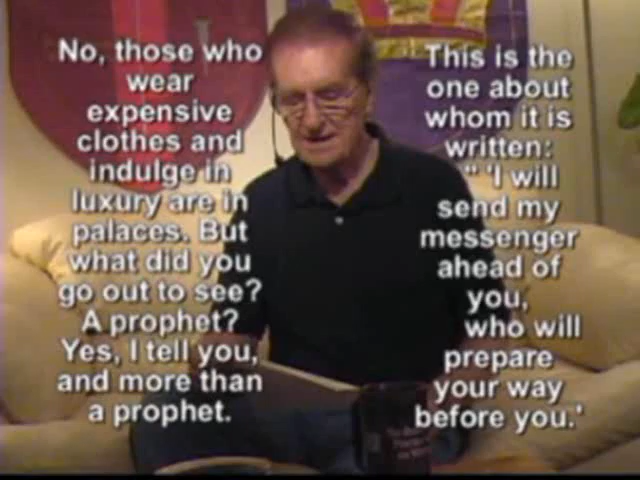 No, those who
wear
expensive
clothes and
indulge in
luxury are in
palaces. But
what did you
go out to see?
A prophet?
Yes, I tell you,
and more than
a prophet.
This is the
one about
whom it is
written:
" 'I will
send my
messenger
ahead of
you,
who will
prepare
your way
before you.'